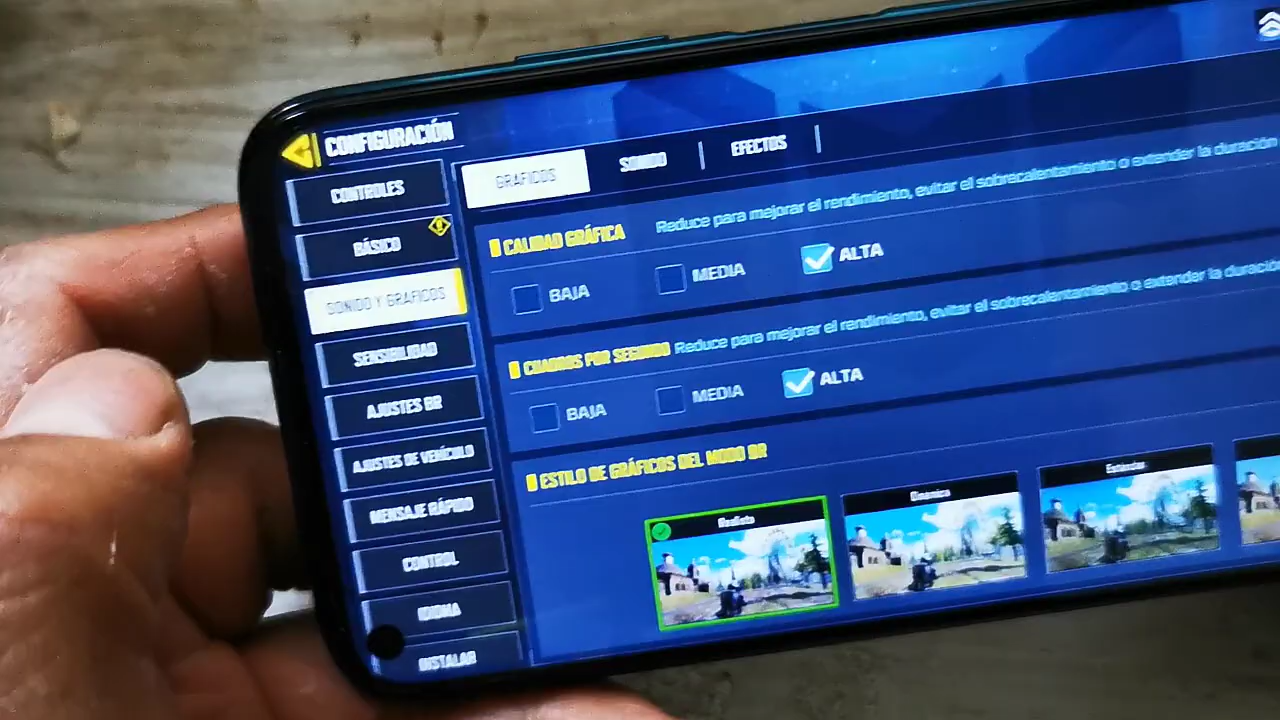 CONFIGURACIÓN
CONTROLES
BÁSICO
SONIDO Y GRÁFICOS
SENSIBILIDAD
AJUSTES BR
AJUSTES DE VEHÍCULO
MENSAJE RÁPIDO
CONTROL
IDIOMA
INSTALAR
GRÁFICOS
SONIDO
EFECTOS
CALIDAD GRÁFICA Reduce para mejorar el rendimiento, evitar el sobrecalentamiento o extender la duración
BAJA MEDIA ALTA
CUADROS POR SEGUNDO Reduce para mejorar el rendimiento, evitar el sobrecalentamiento o extender la duración
BAJA MEDIA ALTA
ESTILO DE GRÁFICOS DEL MODO BR
Realista